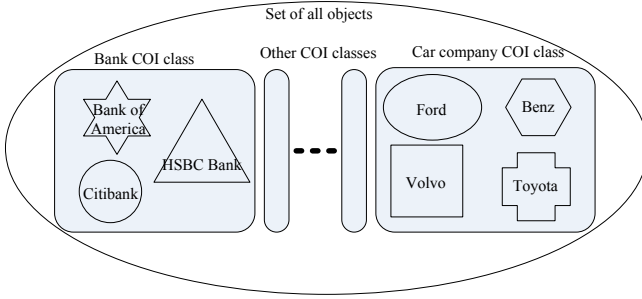 Set of all objects
Bank COI class
Other COI classes
Car company COI class
Bank of
America
HSBC Bank
Citibank
Ford
Benz
Volvo
Toyota